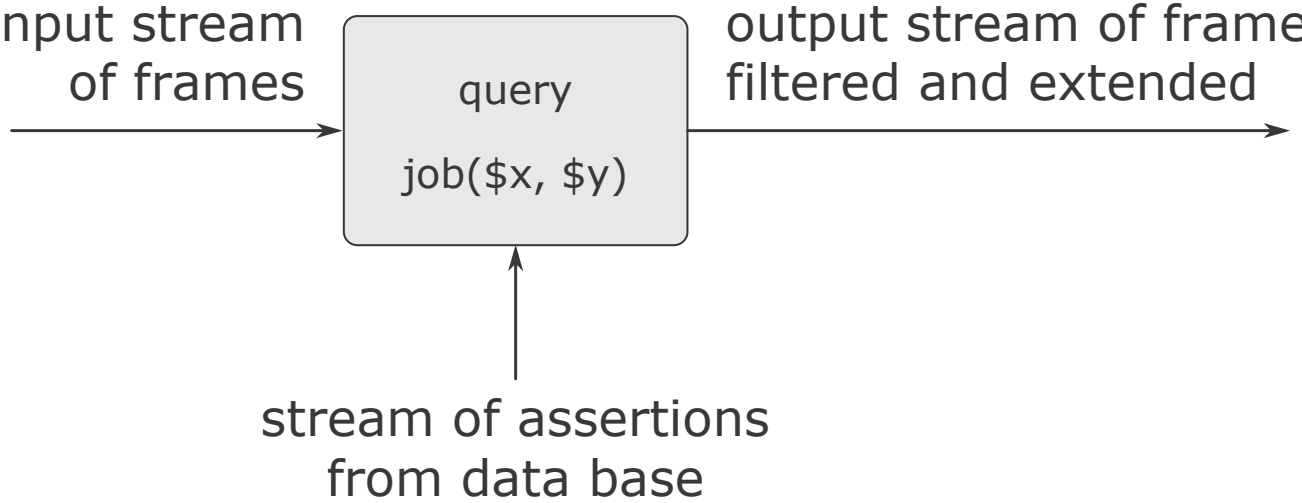 nput stream
of frames
query
job($x, $y)
output stream of frame
filtered and extended
stream of assertions
from data base